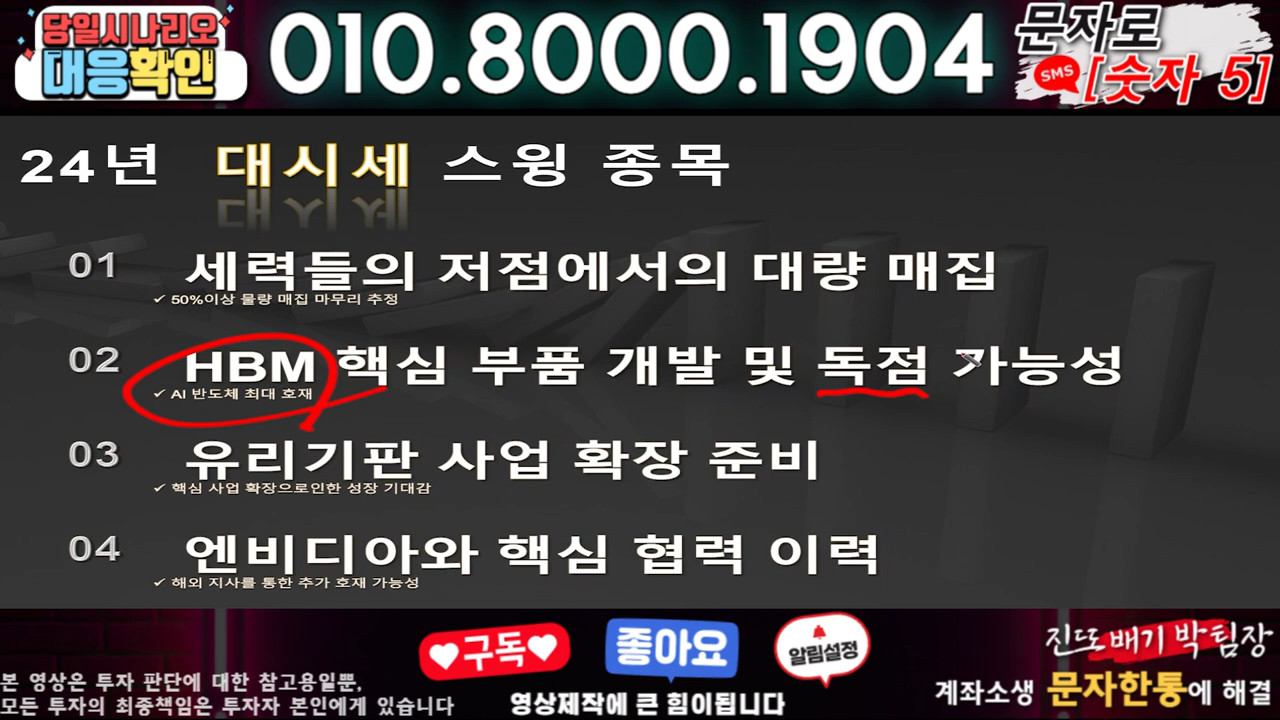 당일시나리오
대응확인
010.8000.1904
문자로
SMS
[숫자 5]
24년 대시세 스윙 종목
01 세력들의 저점에서의 대량 매집
✓ 50%이상 물량 매집 마무리 추정
02 HBM 핵심 부품 개발 및 독점 가능성
✓ AI 반도체 최대 호재
03 유리기판 사업 확장 준비
✓ 핵심 사업 확장으로인한 성장 기대감
04 엔비디아와 핵심 협력 이력
✓ 해외 지사를 통한 추가 호재 가능성
구독
좋아요
알림설정
영상제작에 큰 힘이됩니다
본 영상은 투자 판단에 대한 참고용일뿐,
모든 투자의 최종책임은 투자자 본인에게 있습니다
진또배기 박팀장
계좌소생 문자한통에 해결